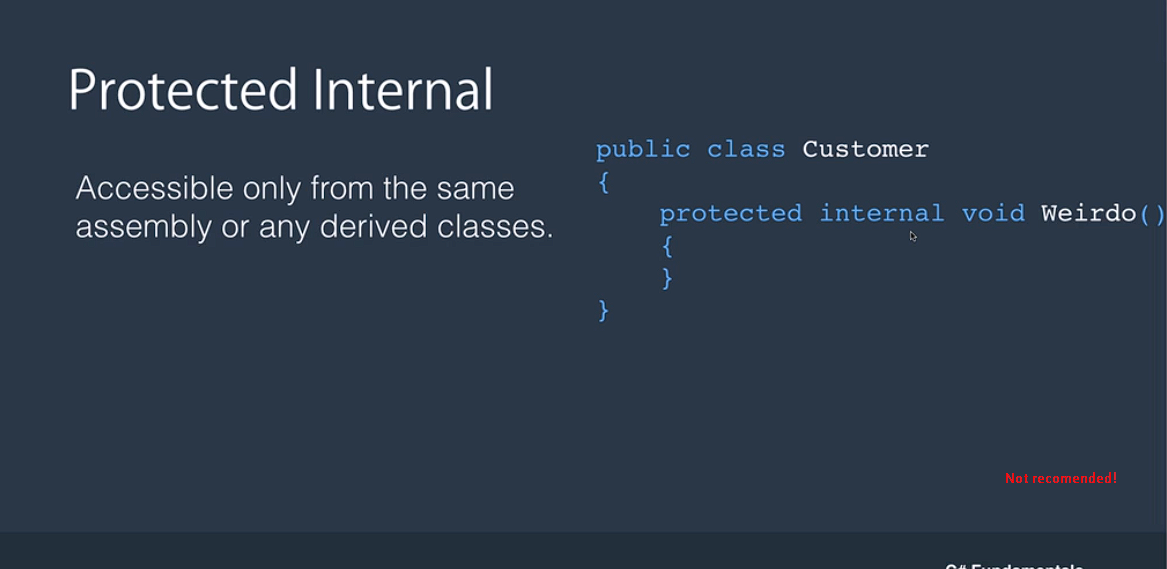 Protected Internal
Accessible only from the same
assembly or any derived classes.
public class Customer
{
protected internal void Weirdo()
{
}
}
Not recomended!
C# Fundamentals